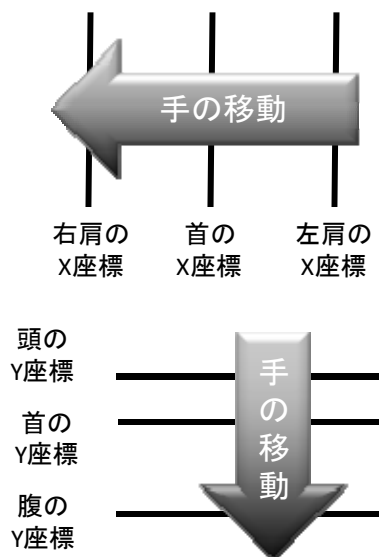 手の移動
右肩の
X座標
首の
X座標
左肩の
X座標
頭の
Y座標
首の
Y座標
腹の
Y座標
手の移動